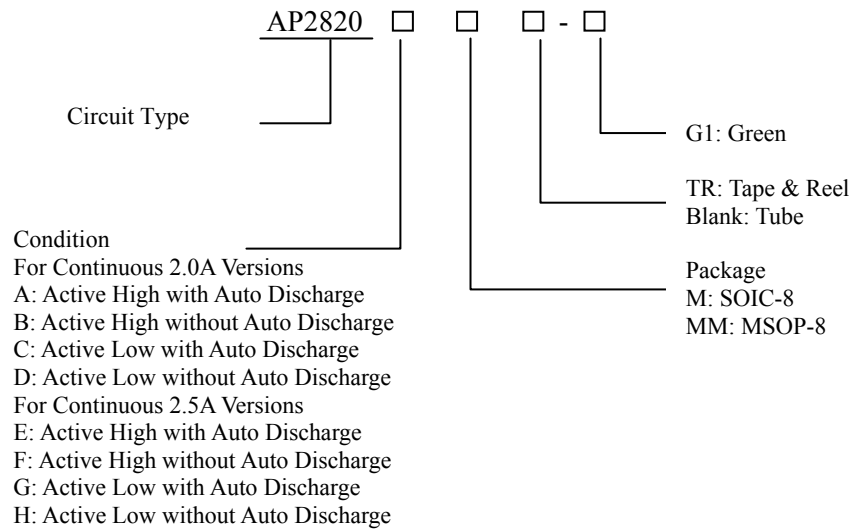 AP2820 □ □ □ - □
Circuit Type
G1: Green
TR: Tape & Reel
Blank: Tube
Package
M: SOIC-8
MM: MSOP-8
Condition
For Continuous 2.0A Versions
A: Active High with Auto Discharge
B: Active High without Auto Discharge
C: Active Low with Auto Discharge
D: Active Low without Auto Discharge
For Continuous 2.5A Versions
E: Active High with Auto Discharge
F: Active High without Auto Discharge
G: Active Low with Auto Discharge
H: Active Low without Auto Discharge